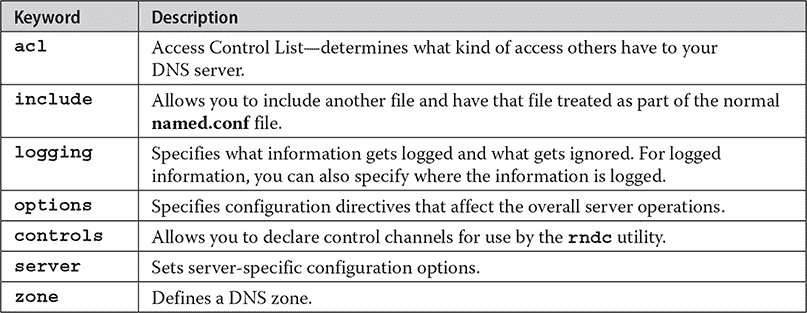 Keyword Description
acl Access Control List—determines what kind of access others have to your
DNS server.
include Allows you to include another file and have that file treated as part of the normal
named.conf file.
logging Specifies what information gets logged and what gets ignored. For logged
information, you can also specify where the information is logged.
options Specifies configuration directives that affect the overall server operations.
controls Allows you to declare control channels for use by the rndc utility.
server Sets server-specific configuration options.
zone Defines a DNS zone.